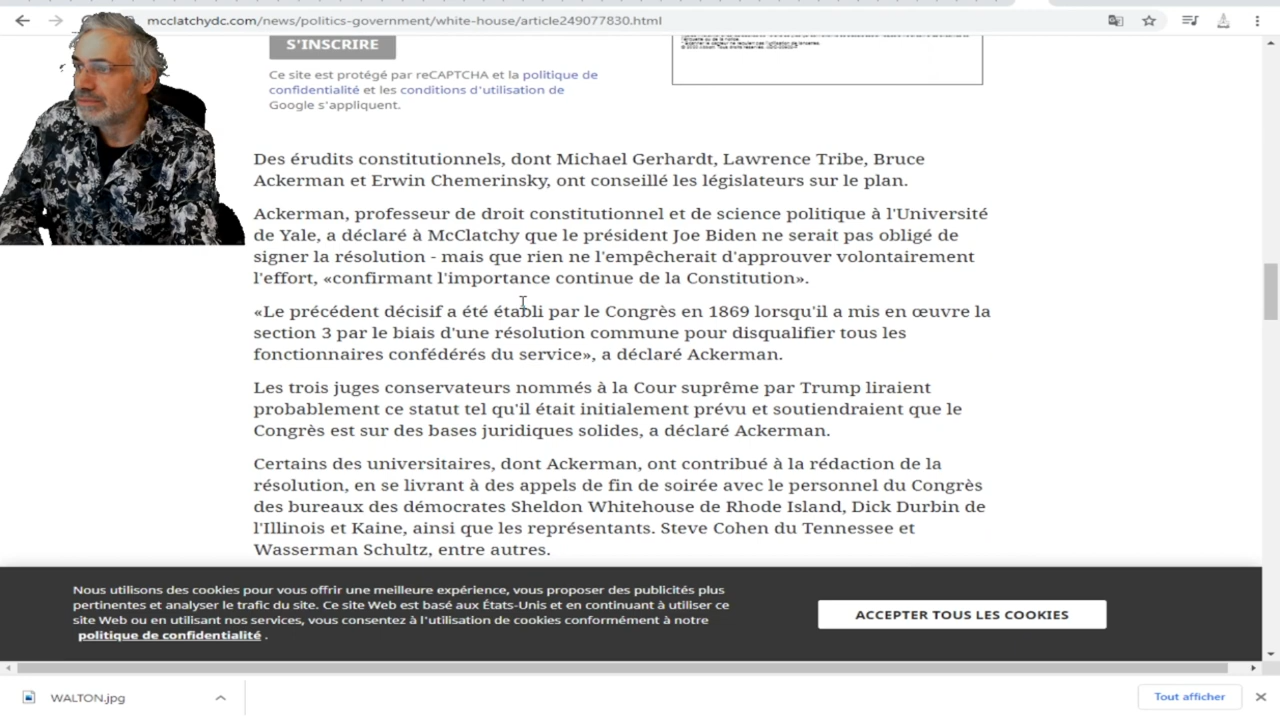 mcclatchydc.com/news/politics-government/white-house/article249077830.html
S'INSCRIRE
Ce site est protégé par reCAPTCHA et la politique de
confidentialité et les conditions d'utilisation de
Google s'appliquent.
Des érudits constitutionnels, dont Michael Gerhardt, Lawrence Tribe, Bruce
Ackerman et Erwin Chemerinsky, ont conseillé les législateurs sur le plan.
Ackerman, professeur de droit constitutionnel et de science politique à l'Université
de Yale, a déclaré à McClatchy que le président Joe Biden ne serait pas obligé de
signer la résolution - mais que rien ne l'empêcherait d'approuver volontairement
l'effort, «confirmant l'importance continue de la Constitution».
«Le précédent décisif a été établi par le Congrès en 1869 lorsqu'il a mis en œuvre la
section 3 par le biais d'une résolution commune pour disqualifier tous les
fonctionnaires confédérés du service», a déclaré Ackerman.
Les trois juges conservateurs nommés à la Cour suprême par Trump liraient
probablement ce statut tel qu'il était initialement prévu et soutiendraient que le
Congrès est sur des bases juridiques solides, a déclaré Ackerman.
Certains des universitaires, dont Ackerman, ont contribué à la rédaction de la
résolution, en se livrant à des appels de fin de soirée avec le personnel du Congrès
des bureaux des démocrates Sheldon Whitehouse de Rhode Island, Dick Durbin de
l'Illinois et Kaine, ainsi que les représentants. Steve Cohen du Tennessee et
Wasserman Schultz, entre autres.
Nous utilisons des cookies pour vous offrir une meilleure expérience, vous proposer des publicités plus
pertinentes et analyser le trafic du site. Ce site Web est basé aux États-Unis et en continuant à utiliser ce
site Web ou en utilisant nos services, vous consentez à l'utilisation de cookies conformément à notre
politique de confidentialité .
ACCEPTER TOUS LES COOKIES
WALTON.jpg
Tout afficher